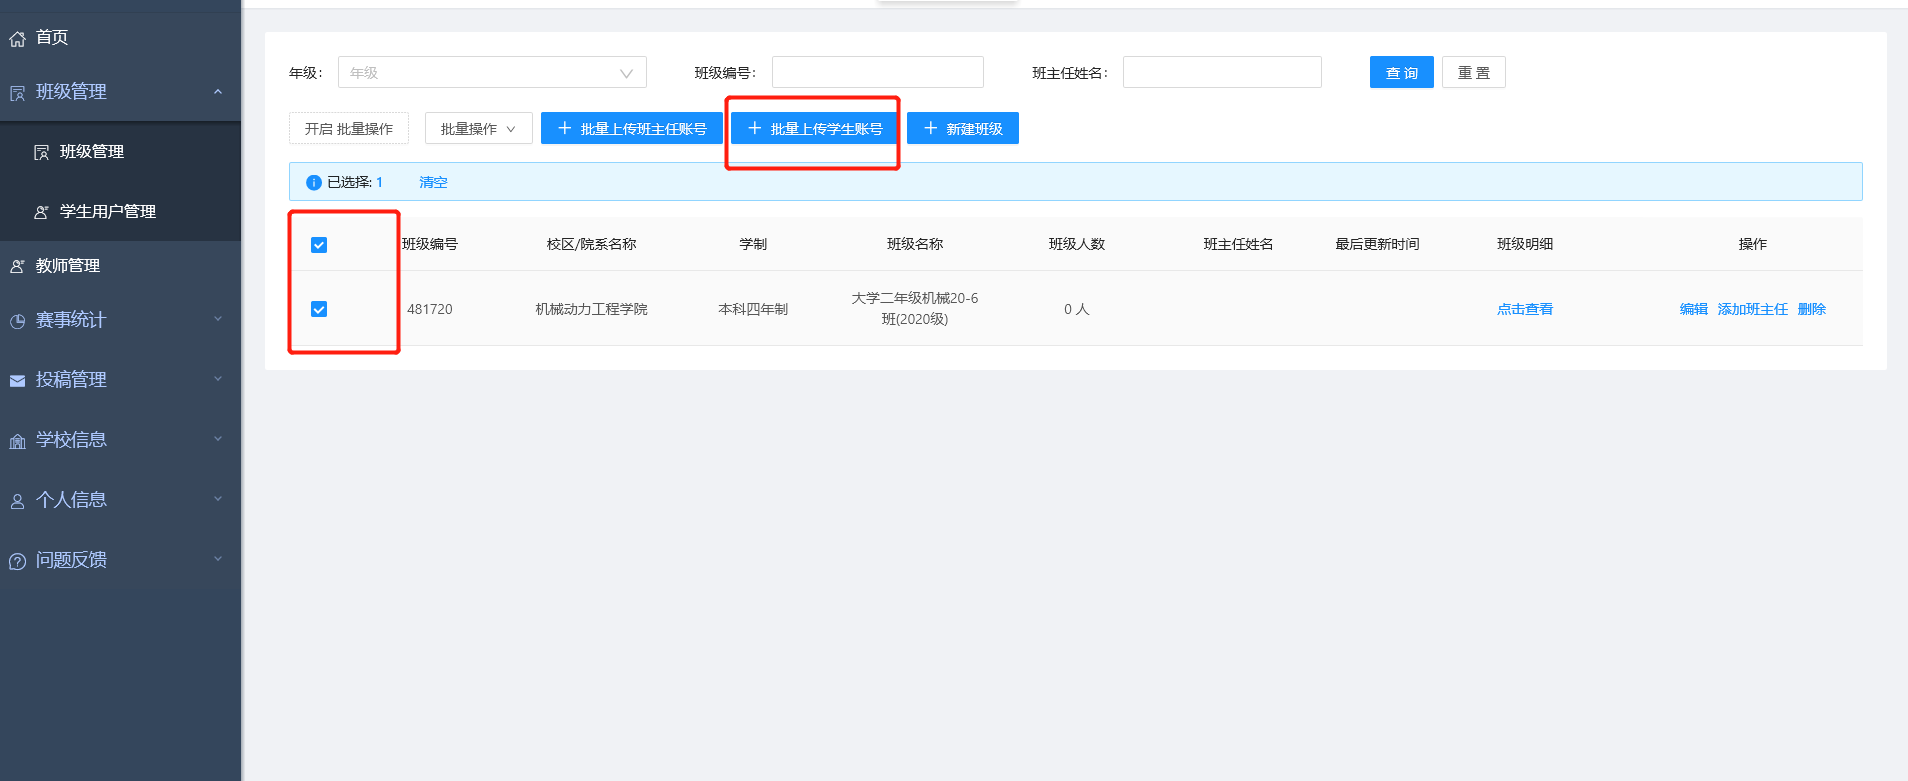 首页
班级管理
班级管理
学生用户管理
教师管理
赛事统计
投稿管理
学校信息
个人信息
问题反馈
年级: 年级 班级编号: 班主任姓名: 查 询 重 置
开启 批量操作 批量操作 批量上传班主任账号 批量上传学生账号 新建班级
已选择: 1 清空
班级编号 校区/院系名称 学制 班级名称 班级人数 班主任姓名 最后更新时间 班级明细 操作
481720 机械动力工程学院 本科四年制 大学二年级机械20-6 0 人 点击查看 编辑 添加班主任 删除
班(2020级)